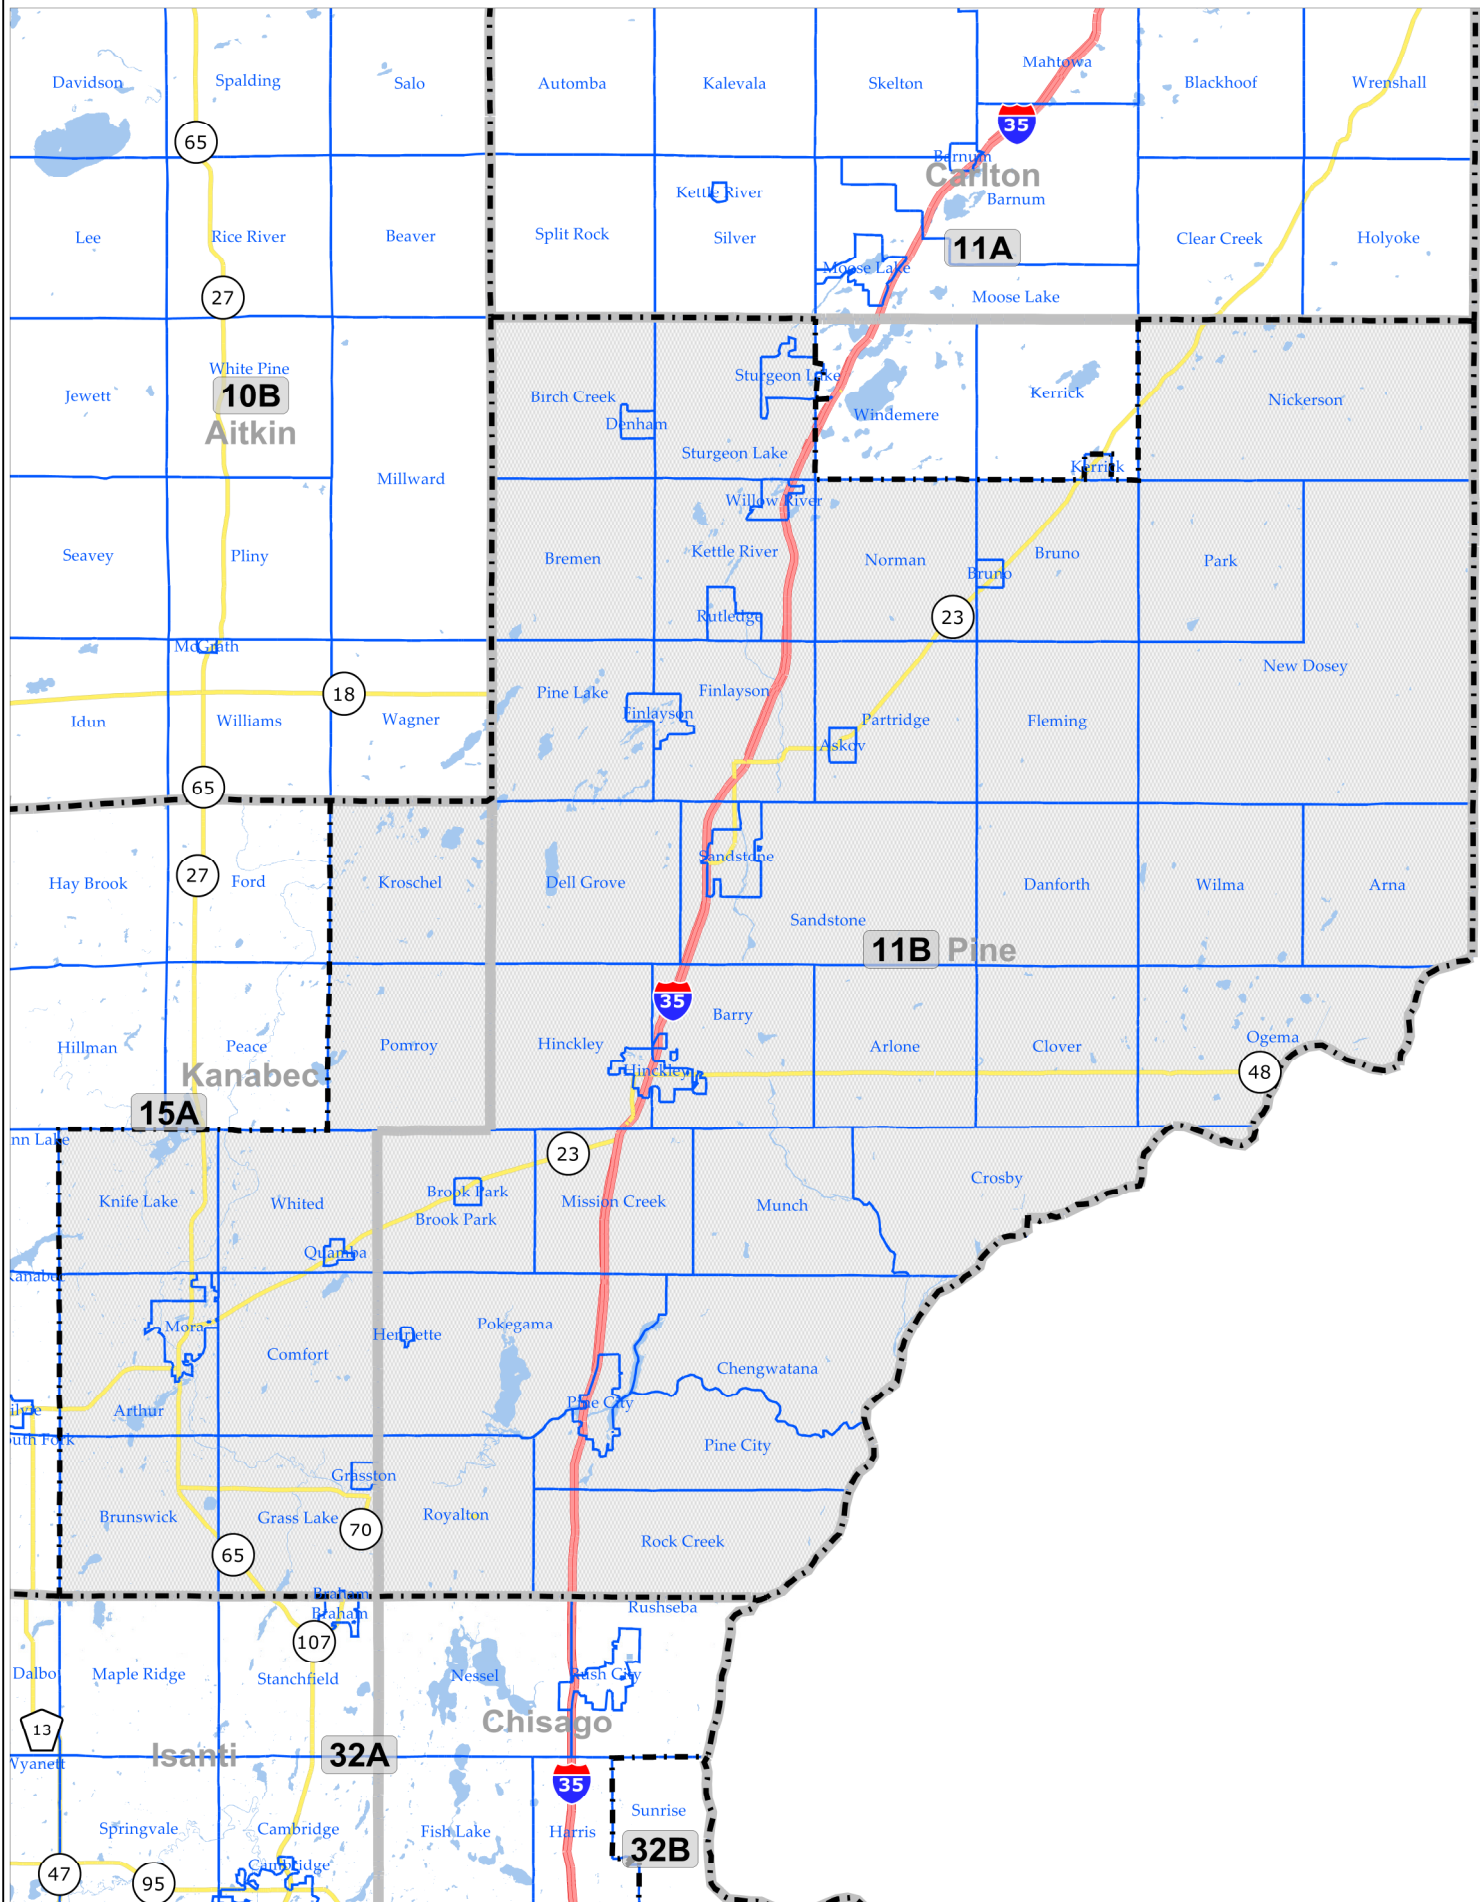 Davidson
Spalding
Salo
Automba
Kalevala
Skelton
Mahtowa
Blackhoof
Wrenshall
65
35
Barnum
Carlton
Kettle River
Barnum
Lee
Rice River
Beaver
Split Rock
Silver
11A
Clear Creek
Holyoke
Moose Lake
27
Moose Lake
White Pine
Jewett
10B
Aitkin
Birch Creek
Denham
Sturgeon Lake
Windemere
Kerrick
Nickerson
Sturgeon Lake
Kerrick
Millward
Willow River
Seavey
Pliny
Bremen
Kettle River
Norman
Bruno
Bruno
Park
Rutledge
23
McGrath
New Dosey
18
Pine Lake
Finlayson
Finlayson
Idun
Williams
Wagner
Partridge
Fleming
Askov
65
Sandstone
Hay Brook
27
Ford
Kroschel
Dell Grove
Danforth
Wilma
Arna
Sandstone
11B
Pine
35
Barry
Hillman
Peace
Pomroy
Hinckley
Arlone
Clover
Ogema
Kanabec
Hinckley
48
15A
nn Lake
23
Knife Lake
Whited
Brook Park
Brook Park
Mission Creek
Munch
Crosby
Quamba
Kanabec
Mora
Henriette
Pokegama
Comfort
Chengwatana
Arthur
Pine City
ilvie
outh Fork
Pine City
Grasston
Brunswick
Grass Lake
70
Royalton
Rock Creek
65
Braham
Braham
Rushseba
107
Dalbo
Maple Ridge
Stanchfield
Nessel
Rush City
13
Chisago
Isanti
32A
Wyanett
35
Springvale
Cambridge
Fish Lake
Harris
Sunrise
32B
Cambridge
47
95